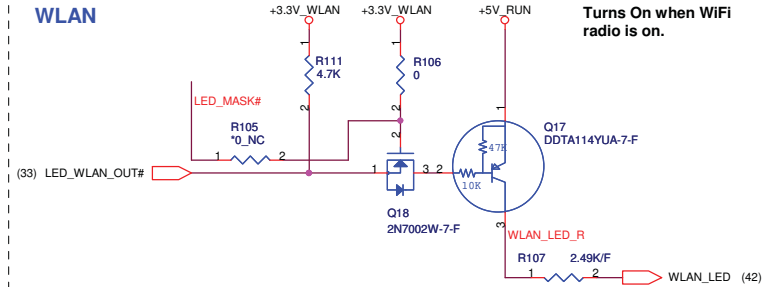 WLAN
+3.3V_WLAN
+3.3V_WLAN
+5V_RUN
Turns On when WiFi
radio is on.
1
R111
4.7K
2
1
R106
0
2
LED_MASK#
R105
*0_NC
1
2
1
Q17
DDTA114YUA-7-F
47K
10K
(33) LED_WLAN_OUT#
2
1
3
2
Q18
2N7002W-7-F
3
WLAN_LED_R
R107
2.49K/F
1
2
WLAN_LED (42)